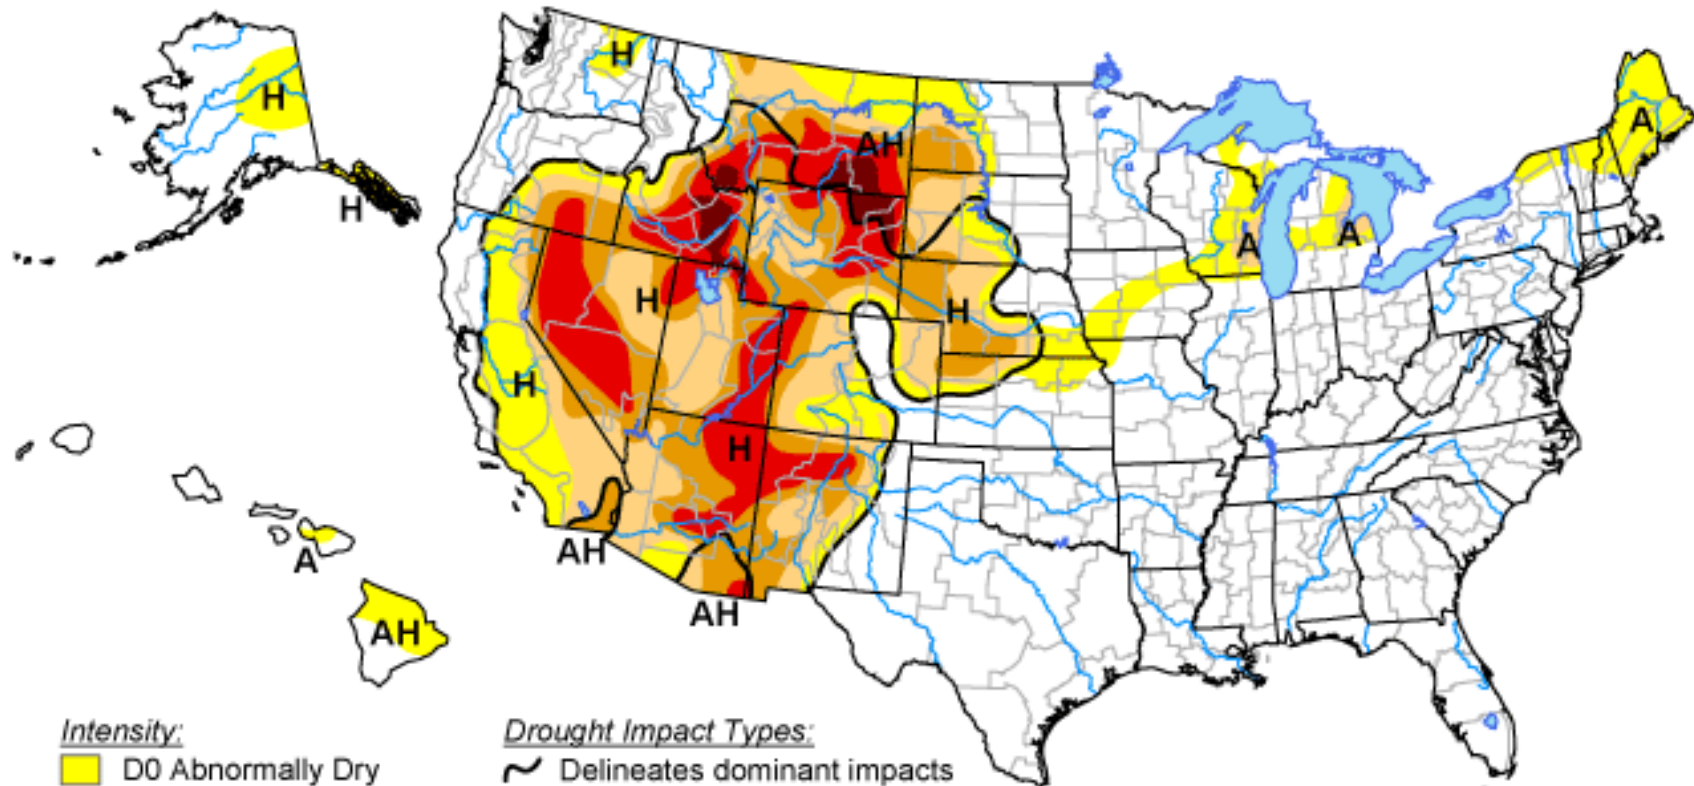 H
H
H
AH
A
A
A
H
H
H
H
AH
A
AH
AH
Intensity:
D0 Abnormally Dry
Drought Impact Types:
Delineates dominant impacts